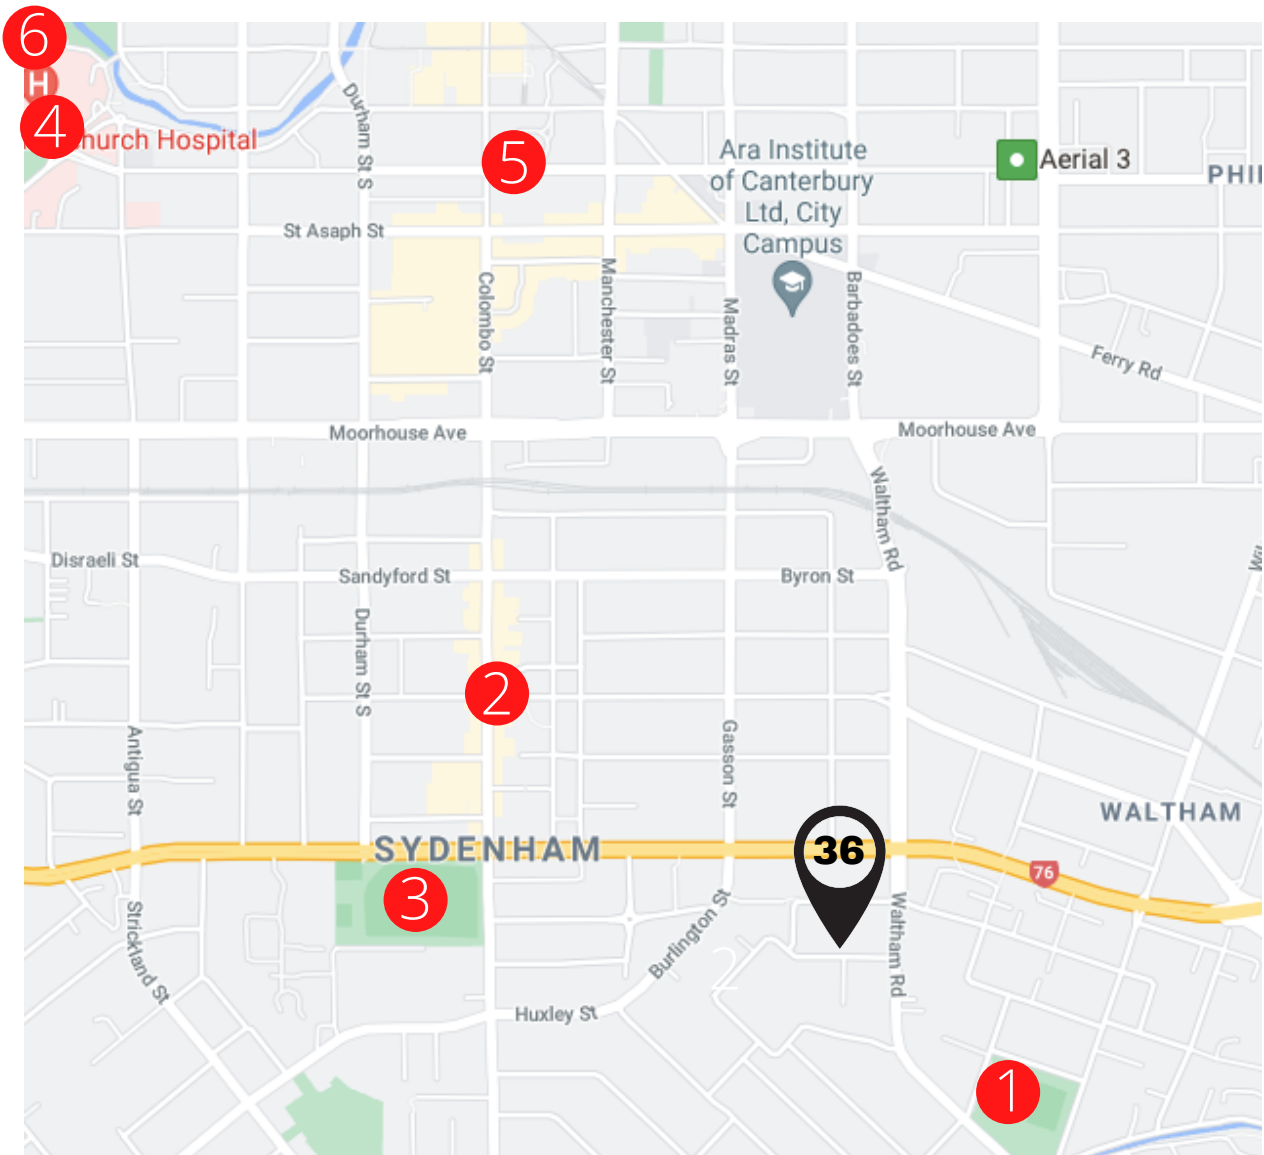 6
H
4
church Hospital
Durham St S
5
Ara Institute
of Canterbury
Ltd, City
Campus
Aerial 3
PHI
St Asaph St
Colombo St
Manchester St
Madras St
Barbadoes St
Ferry Rd
Moorhouse Ave
Moorhouse Ave
Waltham Rd
Disraeli St
Sandyford St
Byron St
Durham St S
2
Antigua St
Gasson St
WALTHAM
SYDENHAM
36
76
3
Strickland St
Burlington St
Waltham Rd
2
Huxley St
1